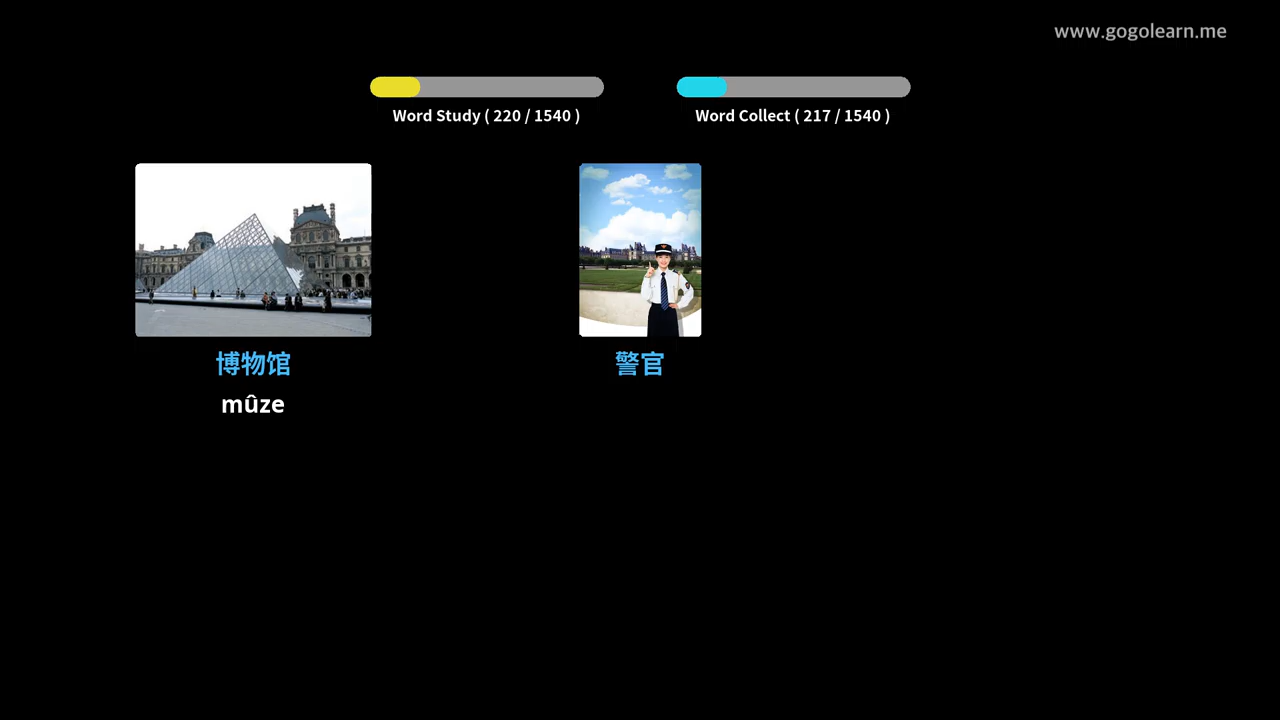 www.gogolearn.me
Word Study ( 220 / 1540 )
Word Collect ( 217 / 1540 )
博物馆
mûze
警官